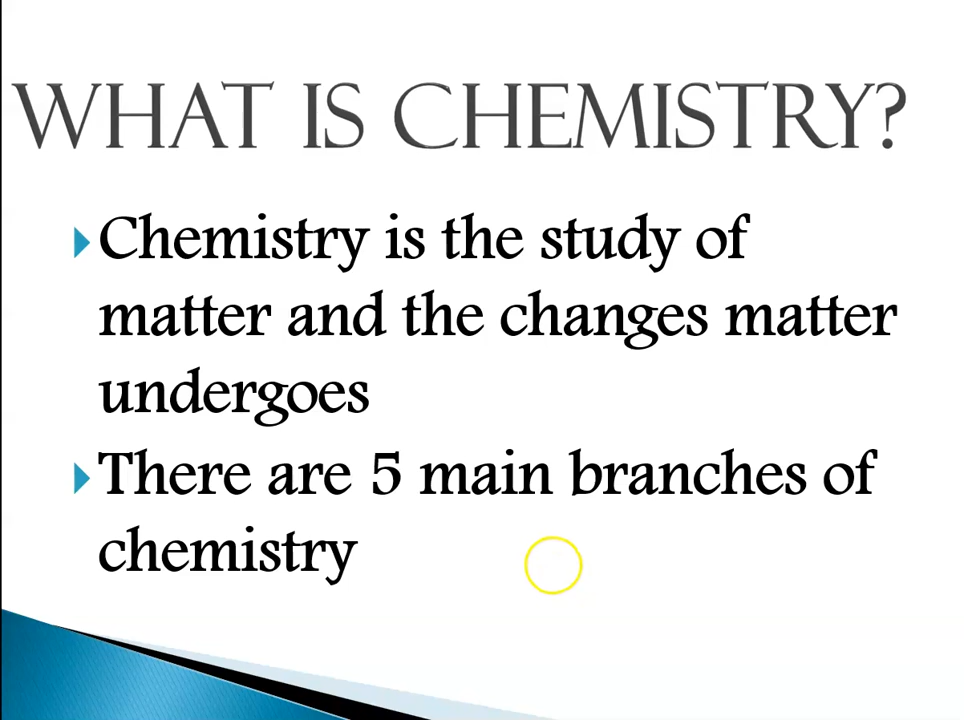 WHAT IS CHEMISTRY?
Chemistry is the study of
matter and the changes matter
undergoes
There are 5 main branches of
chemistry